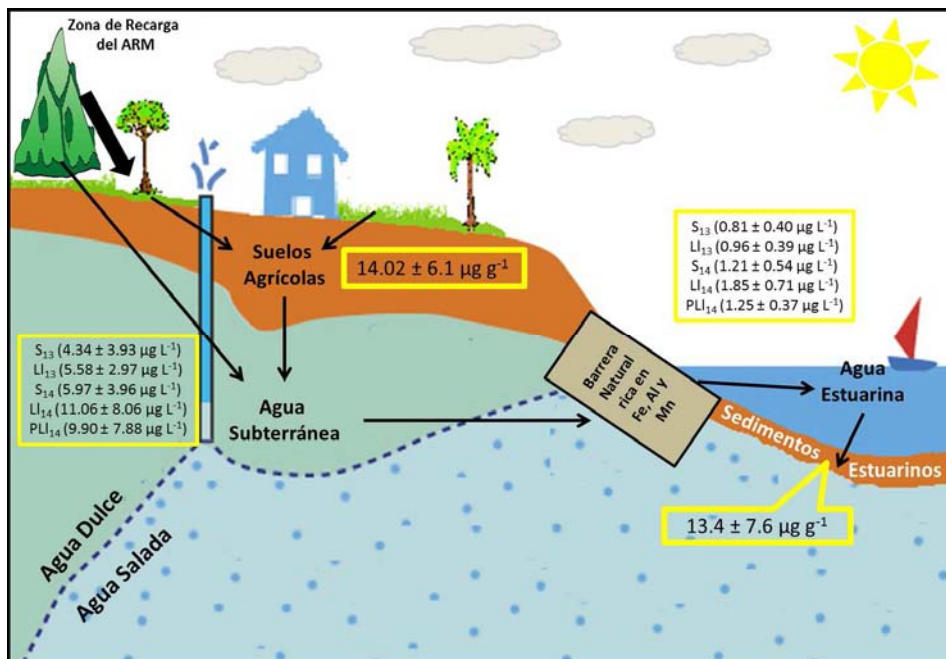 Zona de Recarga
del ARM
Suelos
Agrícolas
14.02 ± 6.1 µg g⁻¹
S₁₃ (0.81 ± 0.40 µg L⁻¹)
LI₁₃ (0.96 ± 0.39 µg L⁻¹)
S₁₄ (1.21 ± 0.54 µg L⁻¹)
LI₁₄ (1.85 ± 0.71 µg L⁻¹)
PLI₁₄ (1.25 ± 0.37 µg L⁻¹)
S₁₃ (4.34 ± 3.93 µg L⁻¹)
LI₁₃ (5.58 ± 2.97 µg L⁻¹)
S₁₄ (5.97 ± 3.96 µg L⁻¹)
LI₁₄ (11.06 ± 8.06 µg L⁻¹)
PLI₁₄ (9.90 ± 7.88 µg L⁻¹)
Agua
Subterránea
Barrera
Natural
rica en
Fe, Al y
Mn
Agua
Estuarina
Sedimentos
Estuarinos
13.4 ± 7.6 µg g⁻¹
Agua Dulce
Agua Salada